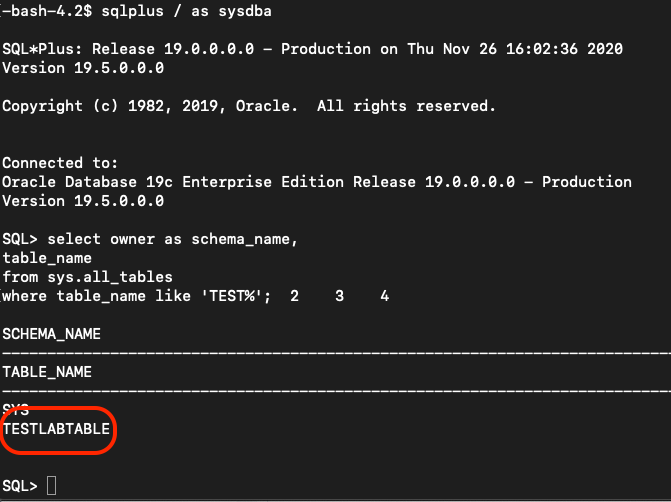 -bash-4.2$ sqlplus / as sysdba
SQL*Plus: Release 19.0.0.0.0 - Production on Thu Nov 26 16:02:36 2020
Version 19.5.0.0.0
Copyright (c) 1982, 2019, Oracle.  All rights reserved.
Connected to:
Oracle Database 19c Enterprise Edition Release 19.0.0.0.0 - Production
Version 19.5.0.0.0
SQL> select owner as schema_name,
table_name
from sys.all_tables
where table_name like 'TEST%';  2    3    4
SCHEMA_NAME
--------------------------------------------------------------------------------
TABLE_NAME
--------------------------------------------------------------------------------
SYS
TESTLABTABLE
SQL>